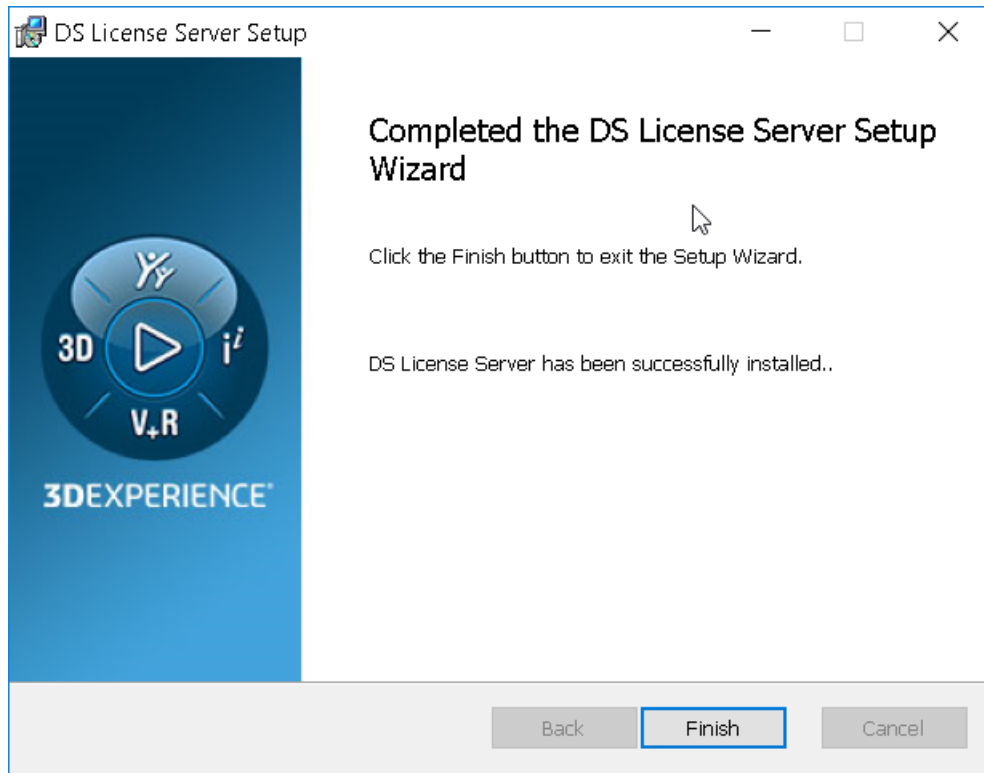 DS License Server Setup
Completed the DS License Server Setup
Wizard
Click the Finish button to exit the Setup Wizard.
DS License Server has been successfully installed..
3D
iⁱ
V+R
3DEXPERIENCE®
Back
Finish
Cancel